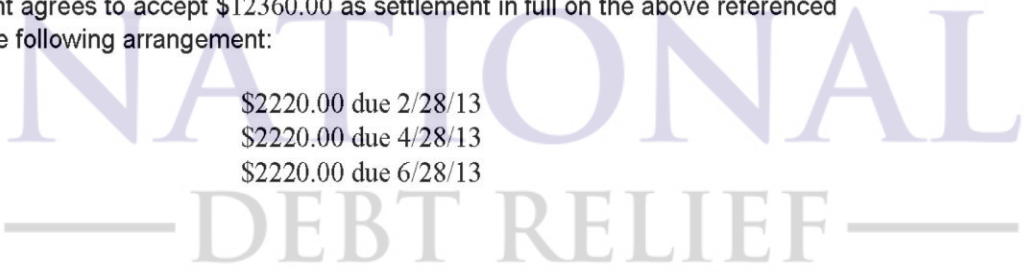 agrees to accept $12360.00 as settlement in full on the above referenced
following arrangement:
$2220.00 due 2/28/13
$2220.00 due 4/28/13
$2220.00 due 6/28/13
NATIONAL
DEBT RELIEF